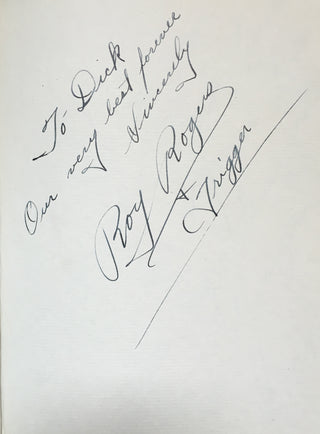 To Dick
Our very best forever
Sincerely
Roy Rogers
+ Trigger